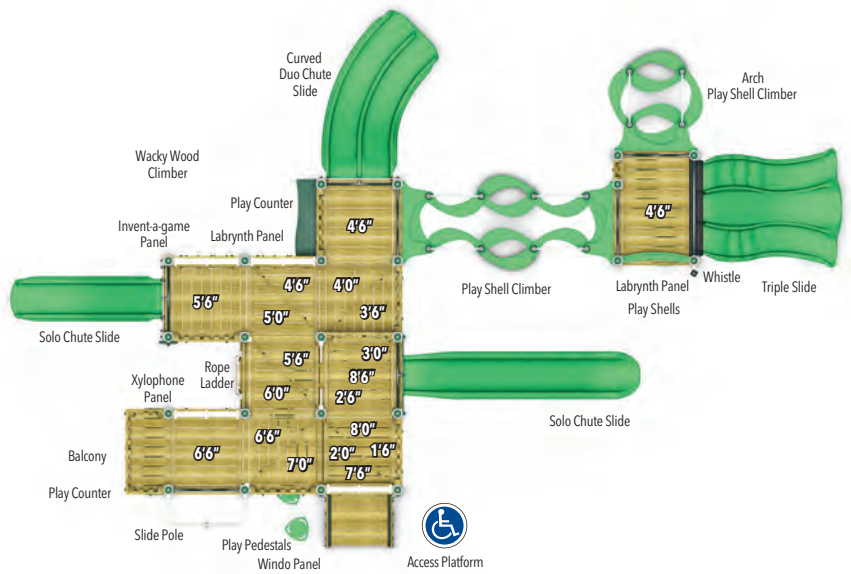 Curved
Duo Chute
Slide
Arch
Play Shell Climber
Wacky Wood
Climber
Play Counter
4'6"
4'6"
Invent-a-game
Panel
Labrynth Panel
Whistle
Labrynth Panel
Triple Slide
Play Shell Climber
Play Shells
4'6"
4'0"
5'6"
5'0"
3'6"
Solo Chute Slide
5'6"
3'0"
Rope
Ladder
8'6"
Xylophone
Panel
6'0"
2'6"
Solo Chute Slide
8'0"
6'6"
6'6"
2'0"
1'6"
Balcony
7'0"
7'6"
Play Counter
Slide Pole
Play Pedestals
Windo Panel
Access Platform